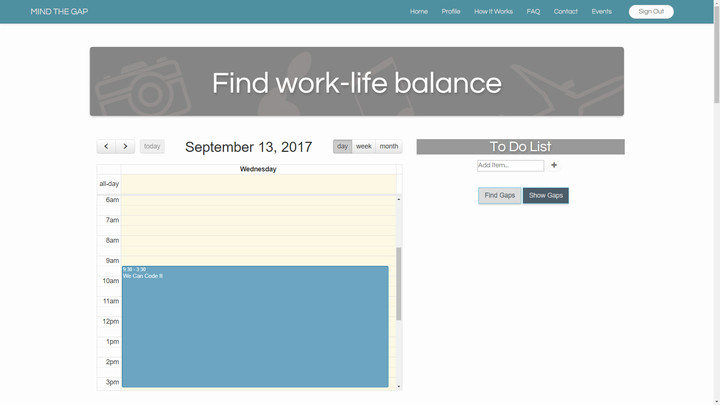 MIND THE GAP
Home Profile How It Works FAQ Contact Events Sign Out
Find work-life balance
today
September 13, 2017
day week month
Wednesday
all-day
6am
7am
8am
9am
9:36 - 3:36
We Can Code It
10am
11am
12pm
1pm
2pm
3pm
To Do List
Add Item...
Find Gaps Show Gaps